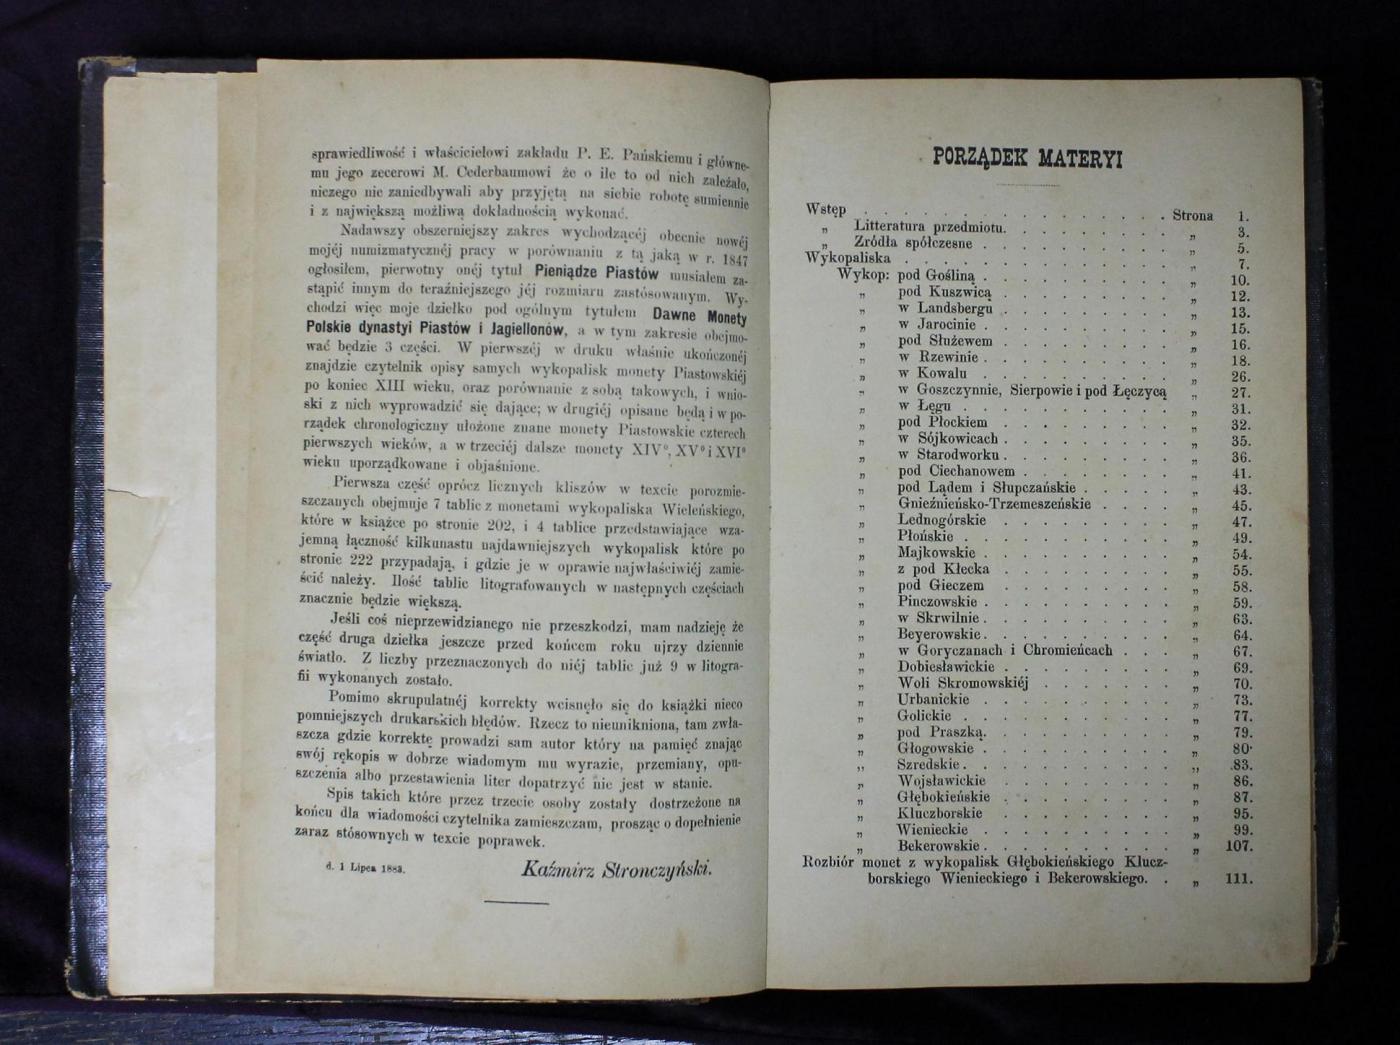 sprawiedliwość i właścicielowi zakładu P. E. Pańskiemu i główne-
mu jego zecerowi M. Cederbaumowi że o ile to od nich zależało,
niczego nie zaniedbywali aby przyjętą na siebie robotę sumiennie
i z największą możliwą dokładnością wykonać.
Nadawszy obszerniejszy zakres wychodzącéj obecnie nowéj
mojéj numizmatycznéj pracy w porównaniu z tą jaką w r. 1847
ogłosiłem, pierwotny onéj tytuł Pieniądze Piastów musiałem za-
stąpić innym do teraźniejszego jéj rozmiaru zastósowanym. Wy-
chodzi więc moje dziełko pod ogólnym tytułem Dawne Monety
Polskie dynastyi Piastów i Jagiellonów, a w tym zakresie obejmo-
wać będzie 3 części. W pierwszéj w druku właśnie ukończonéj
znajdzie czytelnik opisy samych wykopalisk monety Piastowskiéj
po koniec XIII wieku, oraz porównanie z sobą takowych, i wnio-
ski z nich wyprowadzić się dające; w drugiéj opisane będą i w po-
rządek chronologiczny ułożone znane monety Piastowskie czterech
pierwszych wieków, a w trzeciéj dalsze monety XIVº, XVº i XVIº
wieku uporządkowane i objaśnione.
Pierwsza część oprócz licznych kliszów w texcie porozmie-
szczanych obejmuje 7 tablic z monetami wykopaliska Wieleńskiego,
które w książce po stronie 202, i 4 tablice przedstawiające wza-
jemną łączność kilkunastu najdawniejszych wykopalisk które po
stronie 222 przypadają, i gdzie je w oprawie najwłaściwiéj zamie-
ścić należy. Ilość tablic litografowanych w następnych częściach
znacznie będzie większą.
Jeśli coś nieprzewidzianego nie przeszkodzi, mam nadzieję że
część druga dziełka jeszcze przed końcem roku ujrzy dziennie
światło. Z liczby przeznaczonych do niéj tablic już 9 w litogra-
fii wykonanych zostało.
Pomimo skrupulatnéj korrekty wcisnęło się do książki nieco
pomniejszych drukarskich błędów. Rzecz to nieunikniona, tam zwła-
szcza gdzie korrektę prowadzi sam autor który na pamięć znając
swój rękopis w dobrze wiadomym mu wyrazie, przemiany, opu-
szczenia albo przestawienia liter dopatrzyć nie jest w stanie.
Spis takich które przez trzecie osoby zostały dostrzeżone na
końcu dla wiadomości czytelnika zamieszczam, prosząc o dopełnienie
zaraz stósownych w texcie poprawek.
d. 1 Lipca 1883. Kaźmirz Stronczyński.
PORZĄDEK MATERYI
Wstęp . . . . . . . . . . . . . . . . Strona 1.
„ Litteratura przedmiotu. . . . . . . . . . „ 3.
„ Zródła spółczesne . . . . . . . . . . . „ 5.
Wykopaliska . . . . . . . . . . . . . . „ 7.
Wykop: pod Gośliną . . . . . . . . . . „ 10.
„ pod Kuszwicą . . . . . . . . . „ 12.
„ w Landsbergu . . . . . . . . . „ 13.
„ w Jarocinie . . . . . . . . . . „ 15.
„ pod Służewem . . . . . . . . . „ 16.
„ w Rzewinie . . . . . . . . . . „ 18.
„ w Kowalu . . . . . . . . . . „ 26.
„ w Goszczynnie, Sierpowie i pod Łęczycą „ 27.
„ w Łęgu . . . . . . . . . . . „ 31.
„ pod Płockiem . . . . . . . . . „ 32.
„ w Sójkowicach . . . . . . . . . „ 35.
„ w Starodworku . . . . . . . . . „ 36.
„ pod Ciechanowem . . . . . . . . „ 41.
„ pod Lądem i Słupczańskie . . . . . „ 43.
„ Gnieźnieńsko-Trzemeszeńskie . . . . „ 45.
„ Lednogórskie . . . . . . . . . „ 47.
„ Płońskie . . . . . . . . . . . „ 49.
„ Majkowskie . . . . . . . . . . „ 54.
„ z pod Kłecka . . . . . . . . . „ 55.
„ pod Gieczem . . . . . . . . . „ 58.
„ Pinczowskie . . . . . . . . . . „ 59.
„ w Skrwilnie . . . . . . . . . . „ 63.
„ Beyerowskie . . . . . . . . . . „ 64.
„ w Goryczanach i Chromieńcach . . . „ 67.
„ Dobiesławickie . . . . . . . . . „ 69.
„ Woli Skromowskiéj . . . . . . . „ 70.
„ Urbanickie . . . . . . . . . . „ 73.
„ Golickie . . . . . . . . . . . „ 77.
„ pod Praszką. . . . . . . . . . „ 79.
„ Głogowskie . . . . . . . . . . „ 80.
„ Szredskie . . . . . . . . . . . „ 83.
„ Wojsławickie . . . . . . . . . „ 86.
„ Głębokieńskie . . . . . . . . . „ 87.
„ Kluczborskie . . . . . . . . . „ 95.
„ Wienieckie . . . . . . . . . . „ 99.
„ Bekerowskie . . . . . . . . . . „ 107.
Rozbiór monet z wykopalisk Głębokieńskiego Klucz-
borskiego Wienieckiego i Bekerowskiego. . „ 111.